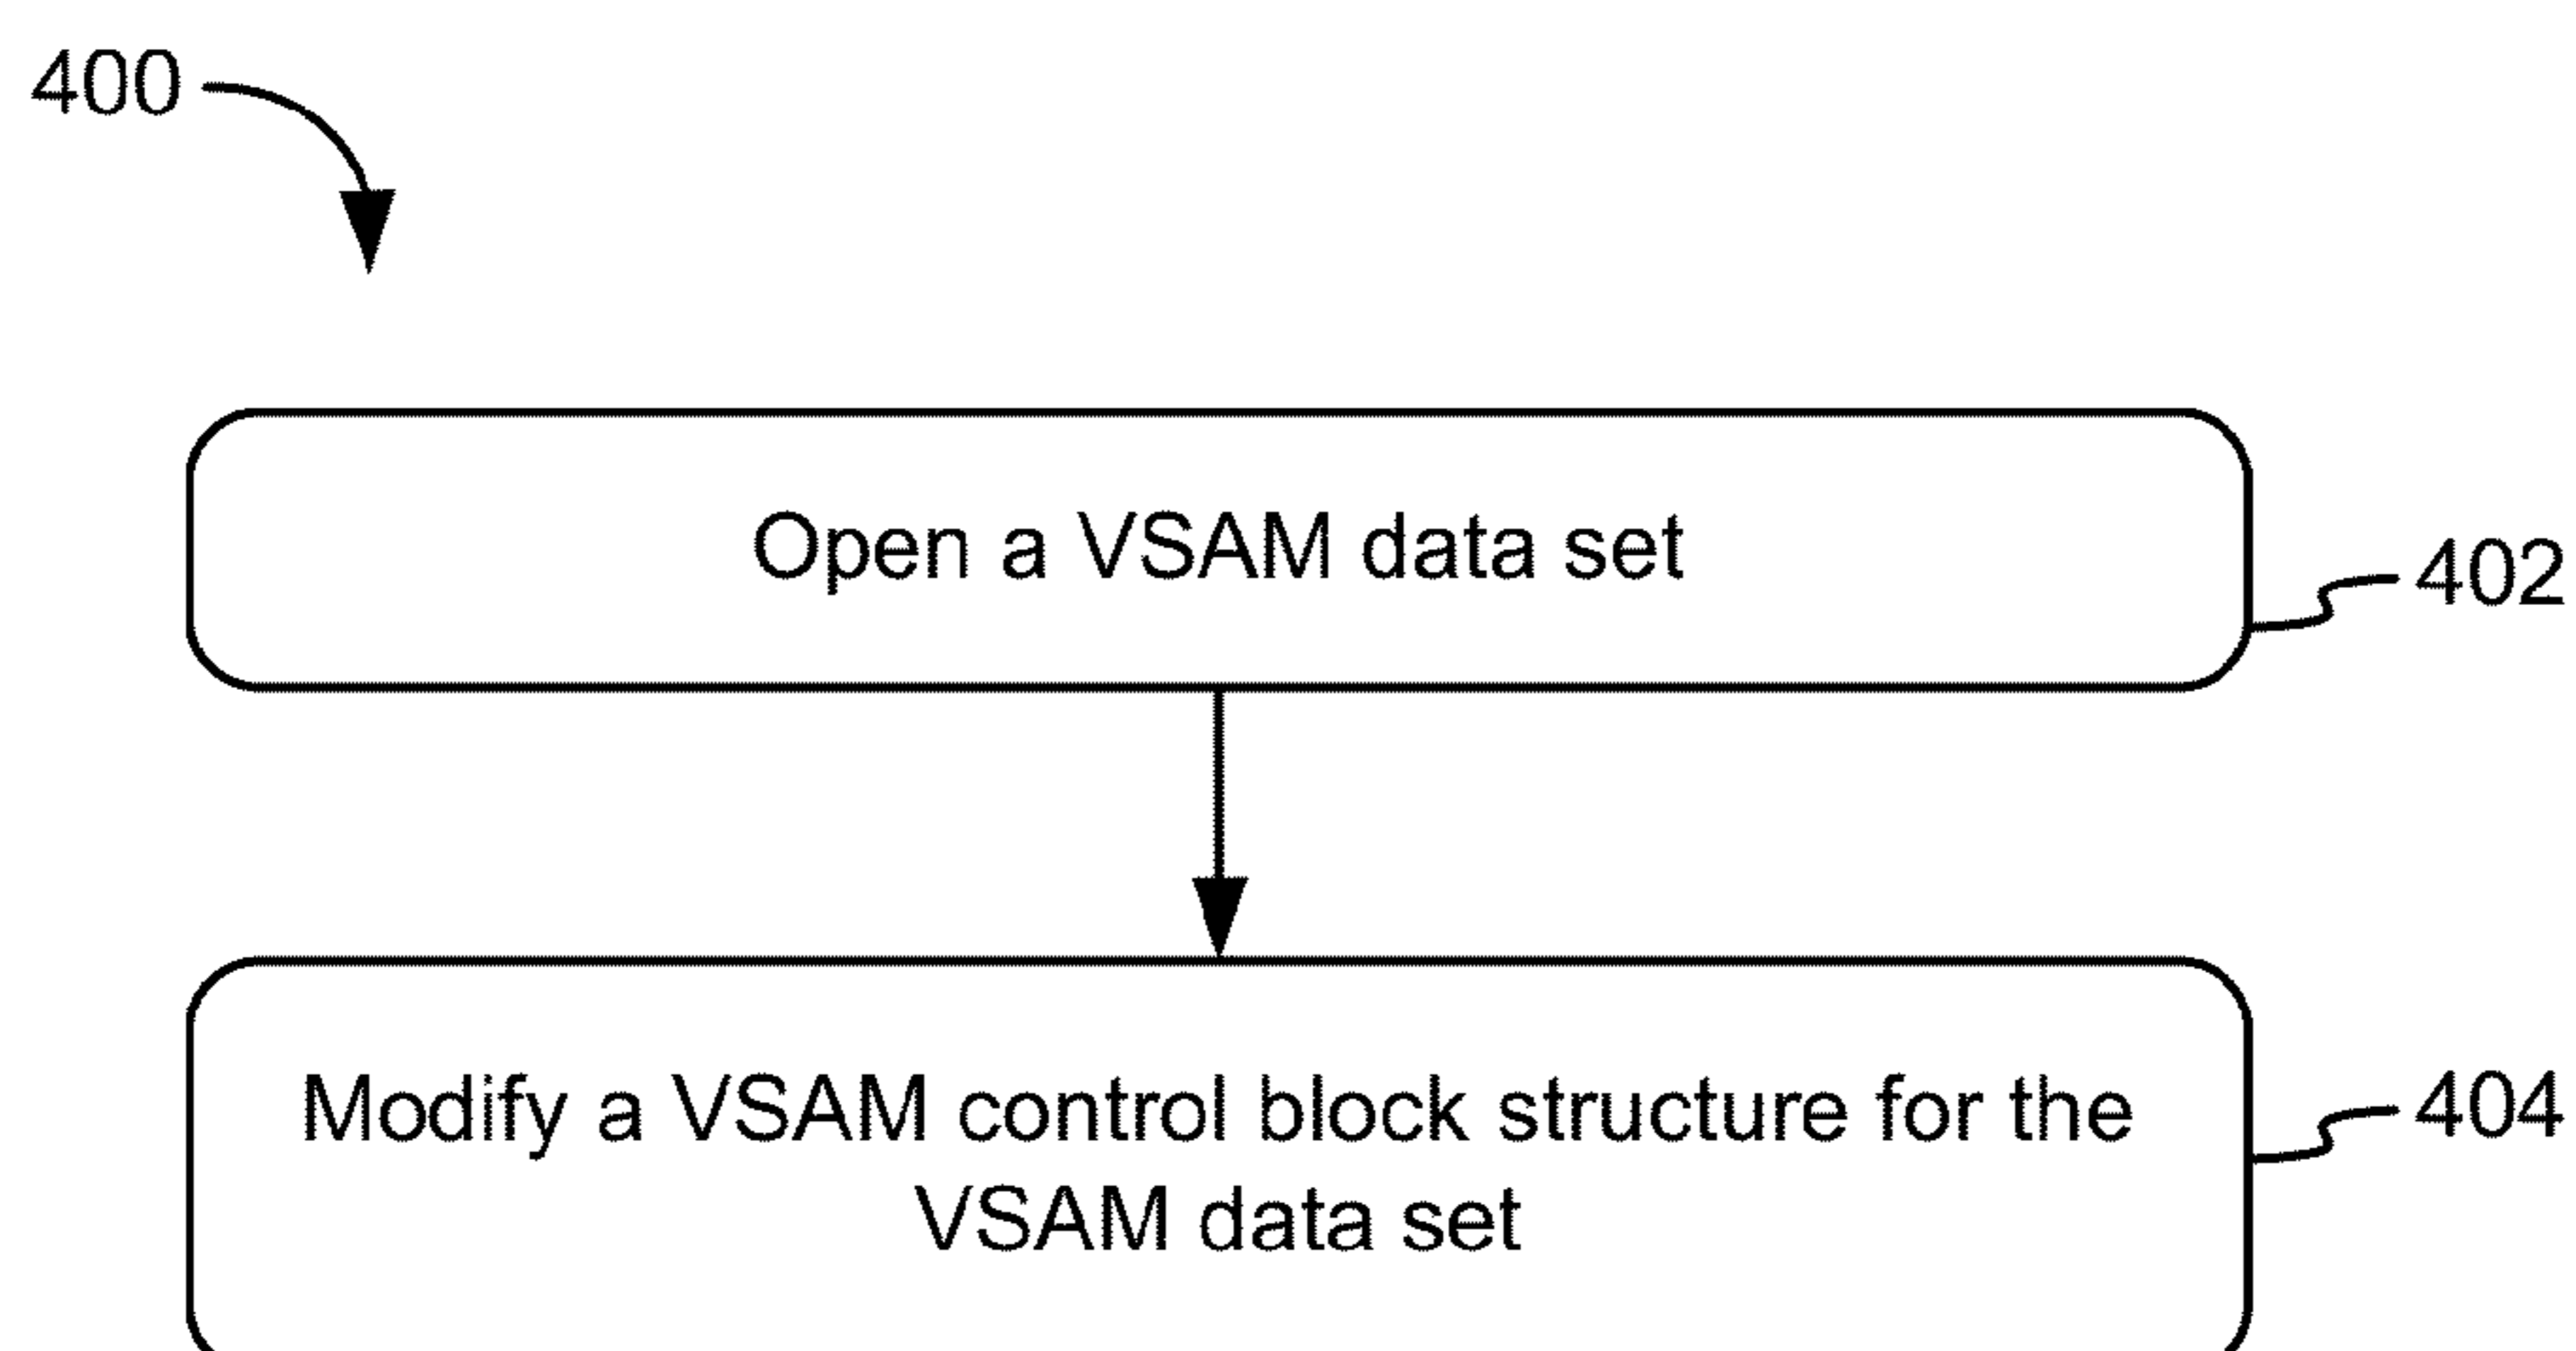 400
Open a VSAM data set
402
Modify a VSAM control block structure for the
VSAM data set
404